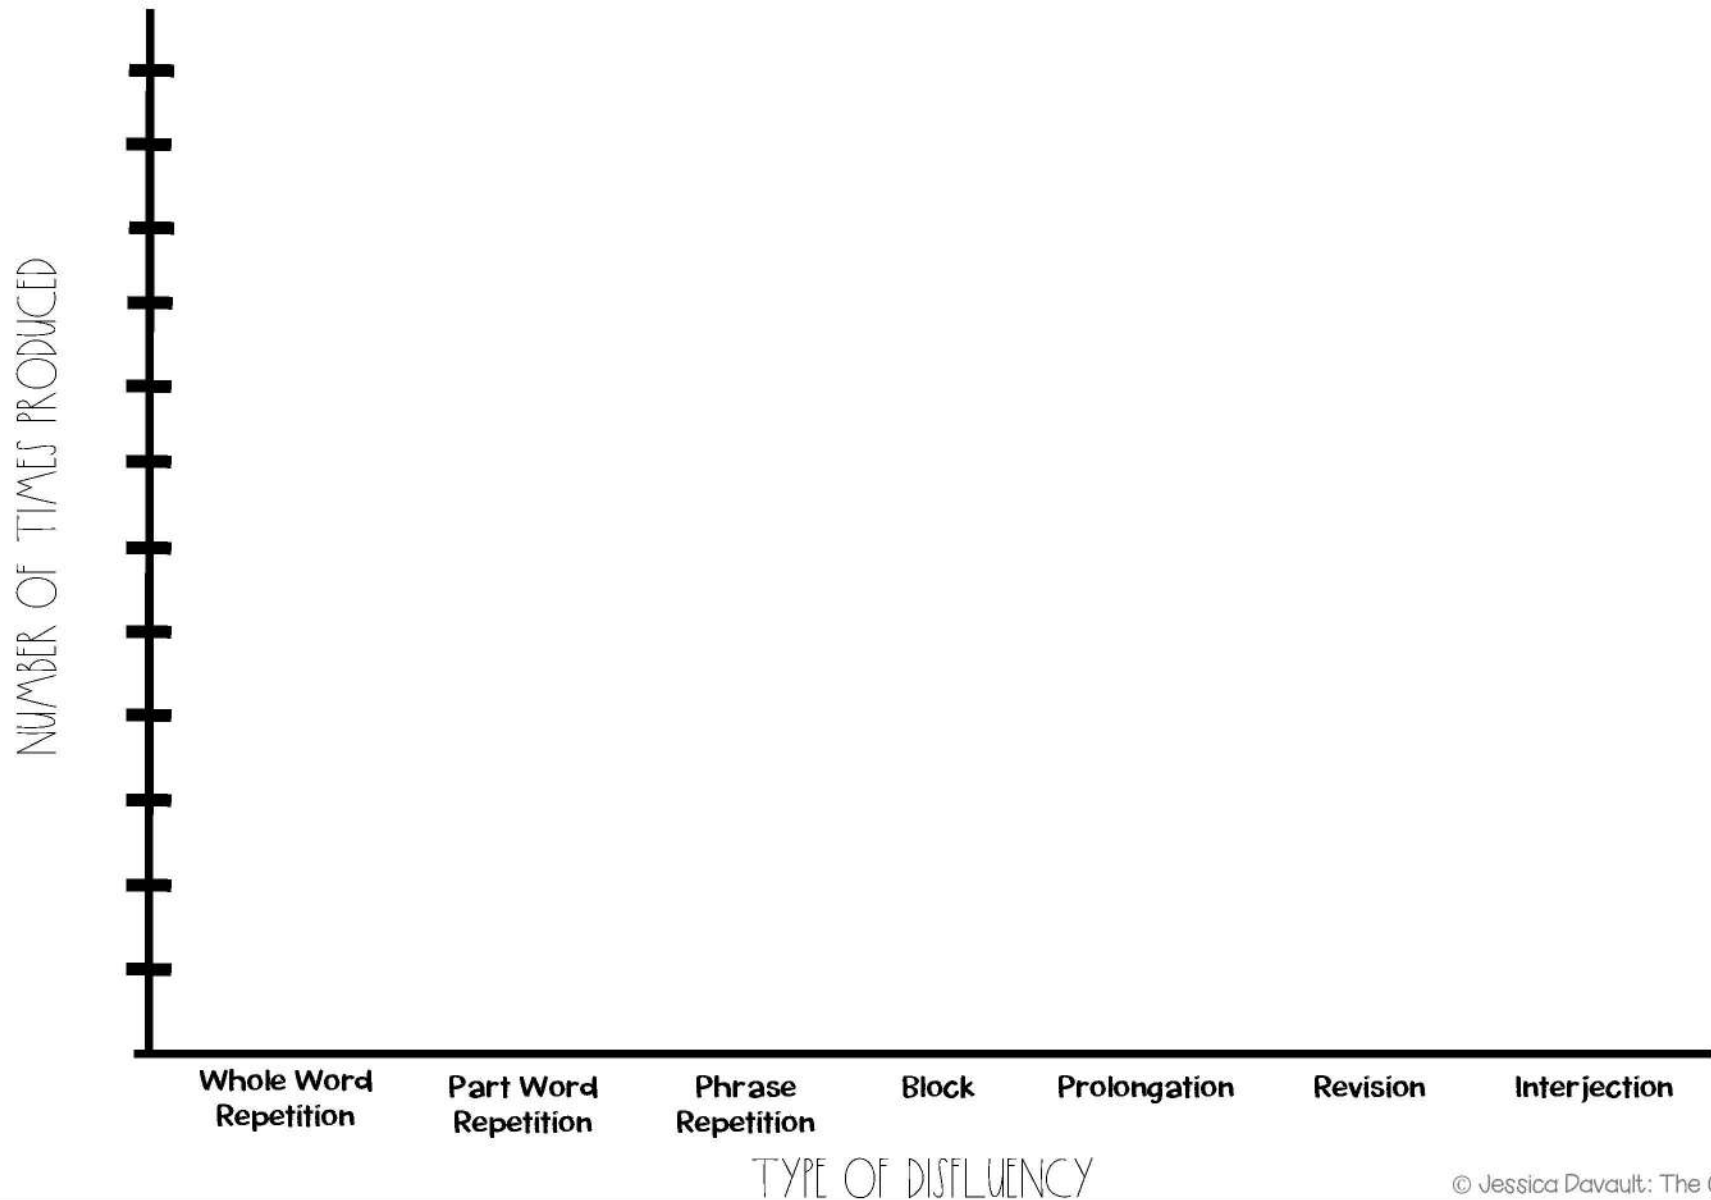 NUMBER OF TIMES PRODUCED
Whole Word
Repetition
Part Word
Repetition
Phrase
Repetition
Block
Prolongation
Revision
Interjection
TYPE OF DISFLUENCY
© Jessica Davault: The